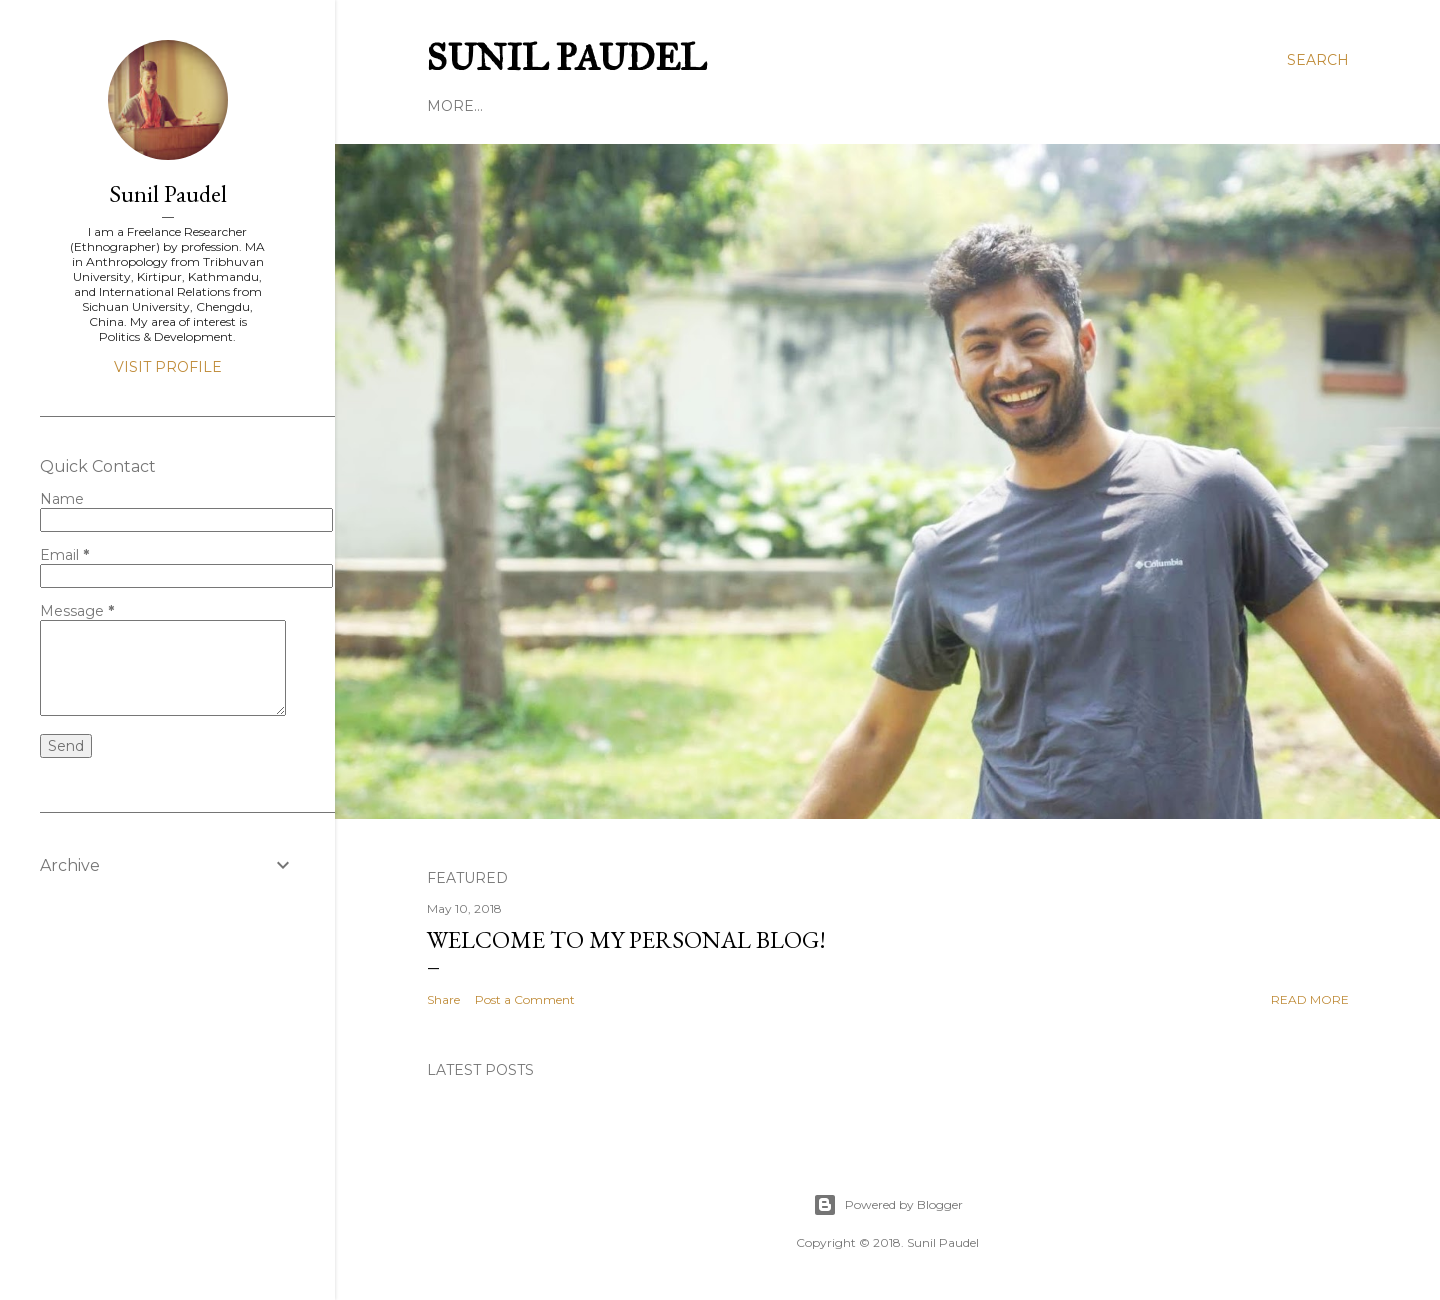 Sunil Paudel
I am a Freelance Researcher
(Ethnographer) by profession. MA
in Anthropology from Tribhuvan
University, Kirtipur, Kathmandu,
and International Relations from
Sichuan University, Chengdu,
China. My area of interest is
Politics & Development.
VISIT PROFILE
Quick Contact
Name
Email *
Message *
Send
Archive
SUNIL PAUDEL
SEARCH
MORE…
Columbia
FEATURED
May 10, 2018
WELCOME TO MY PERSONAL BLOG!
Share Post a Comment READ MORE
LATEST POSTS
Powered by Blogger
Copyright © 2018. Sunil Paudel